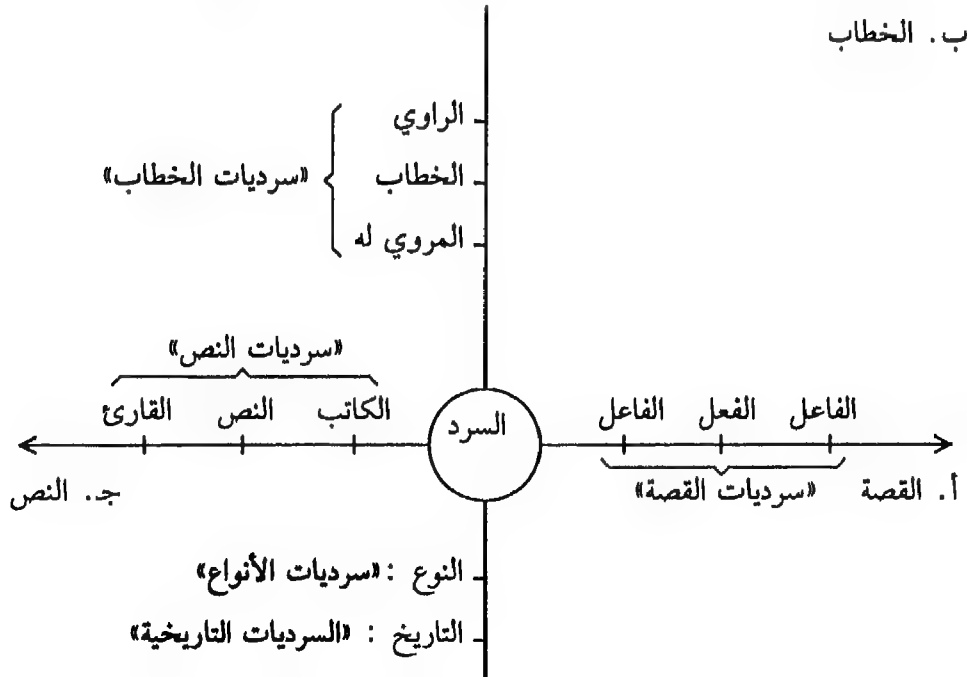 ب. الخطاب
الراوي
الخطاب
«سرديات الخطاب»
المروي له
«سرديات النص»
الفاعل الفعل الفاعل
السرد
الكاتب النص القارئ
أ. القصة «سرديات القصة»
جـ. النص
النوع : «سرديات الأنواع»
التاريخ : «السرديات التاريخية»